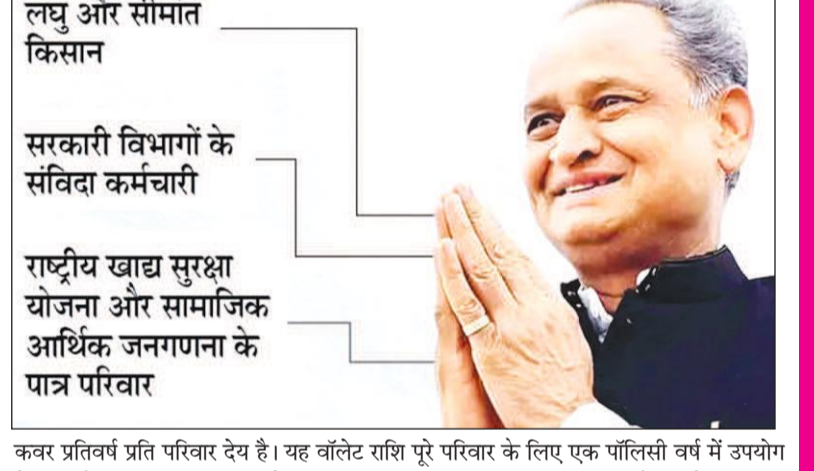 लघु और सीमांत
किसान
सरकारी विभागों के
संविदा कर्मचारी
राष्ट्रीय खाद्य सुरक्षा
योजना और सामाजिक
आर्थिक जनगणना के
पात्र परिवार
कवर प्रतिवर्ष प्रति परिवार देय है। यह वॉलेट राशि पूरे परिवार के लिए एक पॉलिसी वर्ष में उपयोग